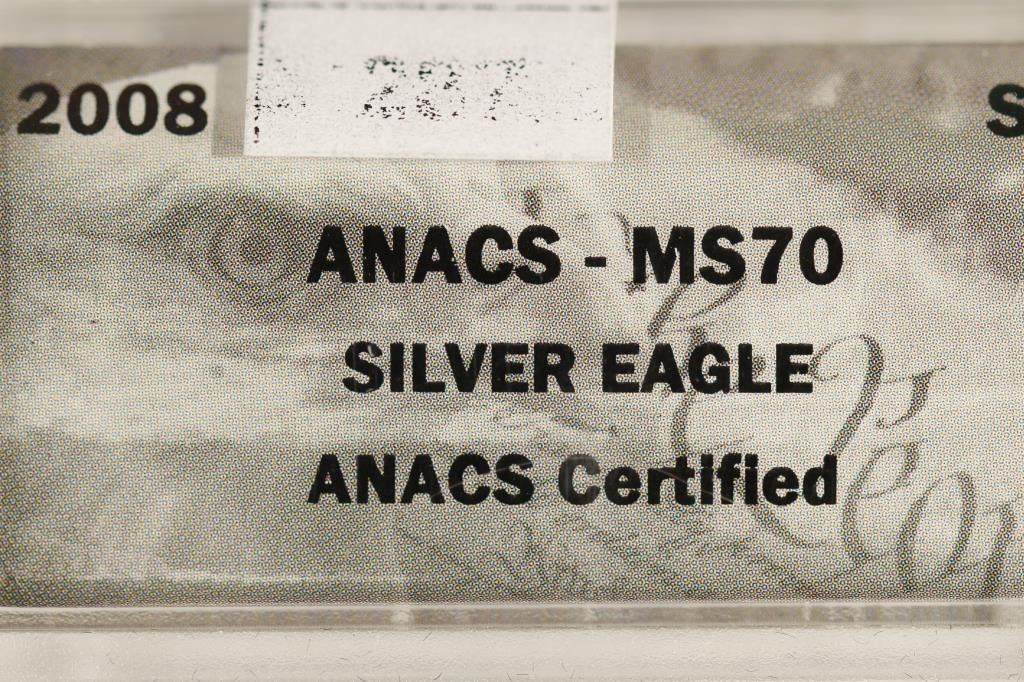 2008 S
ANACS - MS70
SILVER EAGLE
ANACS Certified